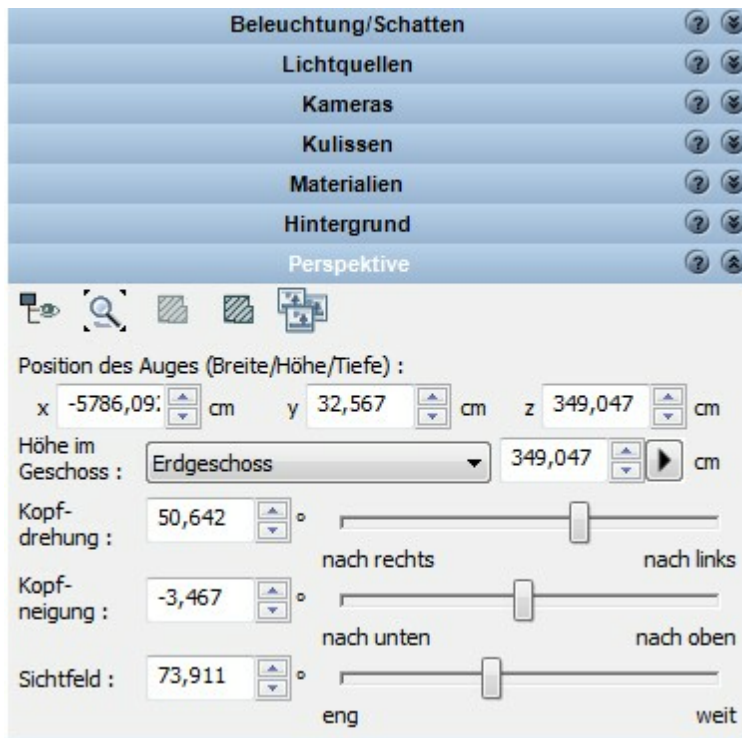 Beleuchtung/Schatten
Lichtquellen
Kameras
Kulissen
Materialien
Hintergrund
Perspektive
Position des Auges (Breite/Höhe/Tiefe) :
x -5786,092 cm y 32,567 cm z 349,047 cm
Höhe im
Geschoss : Erdgeschoss 349,047 cm
Kopf-
drehung : 50,642 °
nach rechts nach links
Kopf-
neigung : -3,467 °
nach unten nach oben
Sichtfeld : 73,911 °
eng weit